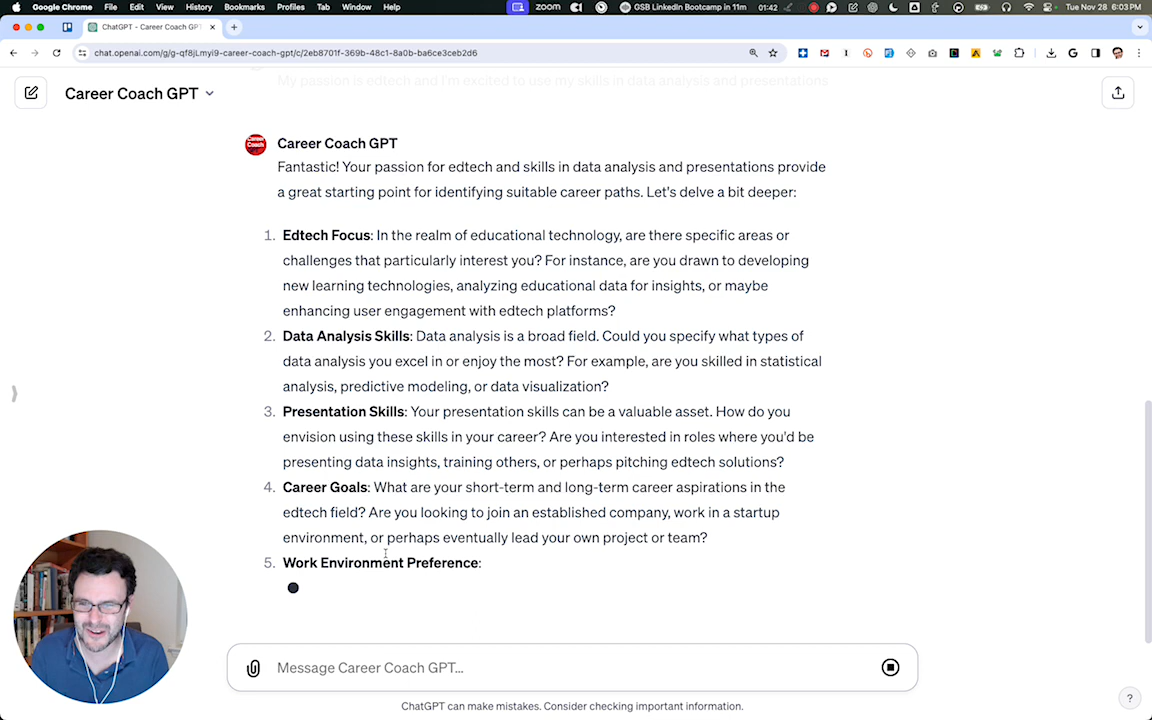 Google Chrome File Edit View History Bookmarks Profiles Tab Window Help zoom GSB LinkedIn Bootcamp in 11m 01:42 Tue Nov 28 6:03 PM
ChatGPT - Career Coach GPT
chat.openai.com/g/g-qf8jLmyi9-career-coach-gpt/c/2eb8701f-369b-48c1-8a0b-ba6ce3ceb2d6
My passion is edtech and I'm excited to use my skills in data analysis and presentations
Career Coach GPT
Career Coach GPT
Fantastic! Your passion for edtech and skills in data analysis and presentations provide
a great starting point for identifying suitable career paths. Let's delve a bit deeper:
1. Edtech Focus: In the realm of educational technology, are there specific areas or
challenges that particularly interest you? For instance, are you drawn to developing
new learning technologies, analyzing educational data for insights, or maybe
enhancing user engagement with edtech platforms?
2. Data Analysis Skills: Data analysis is a broad field. Could you specify what types of
data analysis you excel in or enjoy the most? For example, are you skilled in statistical
analysis, predictive modeling, or data visualization?
3. Presentation Skills: Your presentation skills can be a valuable asset. How do you
envision using these skills in your career? Are you interested in roles where you'd be
presenting data insights, training others, or perhaps pitching edtech solutions?
4. Career Goals: What are your short-term and long-term career aspirations in the
edtech field? Are you looking to join an established company, work in a startup
environment, or perhaps eventually lead your own project or team?
5. Work Environment Preference:
Message Career Coach GPT...
ChatGPT can make mistakes. Consider checking important information.
?